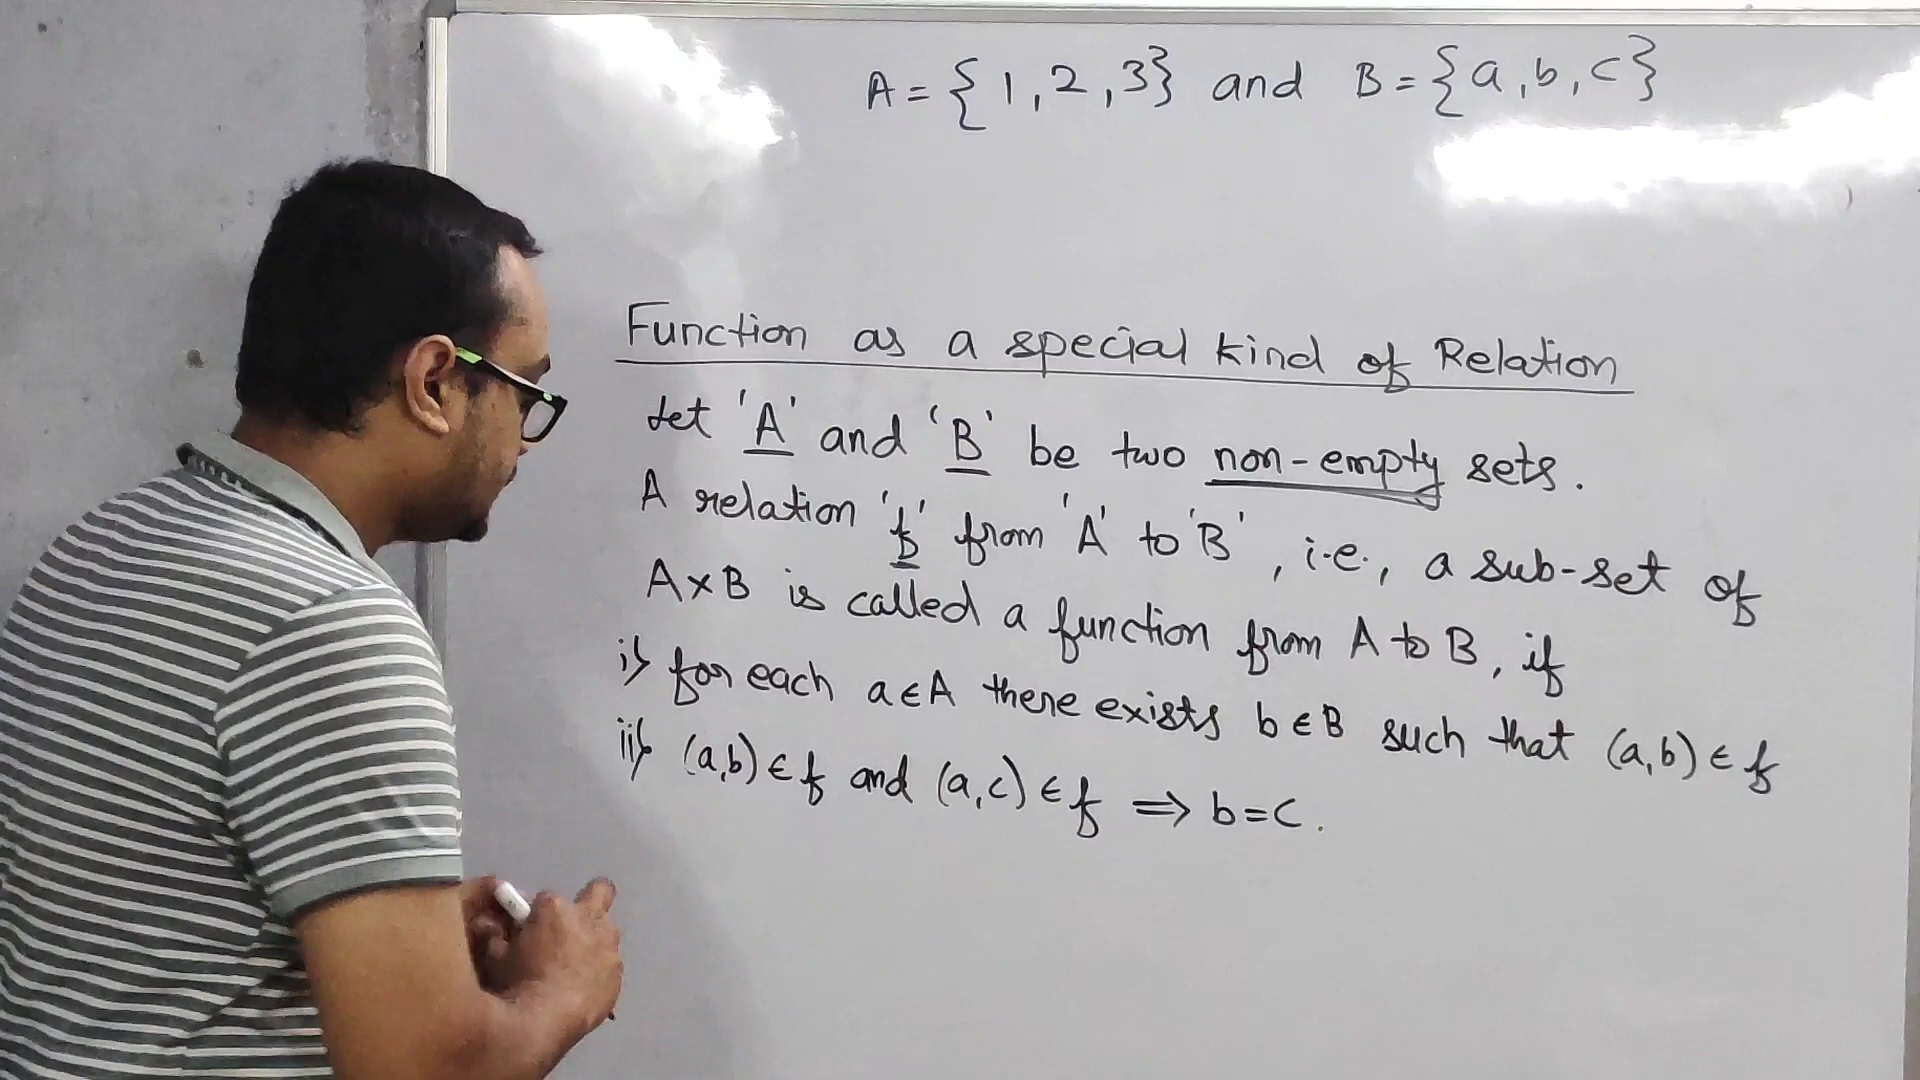 A = {1, 2, 3} and B = {a, b, c}
Function as a special kind of Relation
Let 'A' and 'B' be two non-empty sets.
A relation 'f' from 'A' to 'B', i.e., a sub-set of
A×B is called a function from A to B, if
i) for each a∈A there exists b∈B such that (a,b)∈f
ii) (a,b)∈f and (a,c)∈f ⇒ b=c.